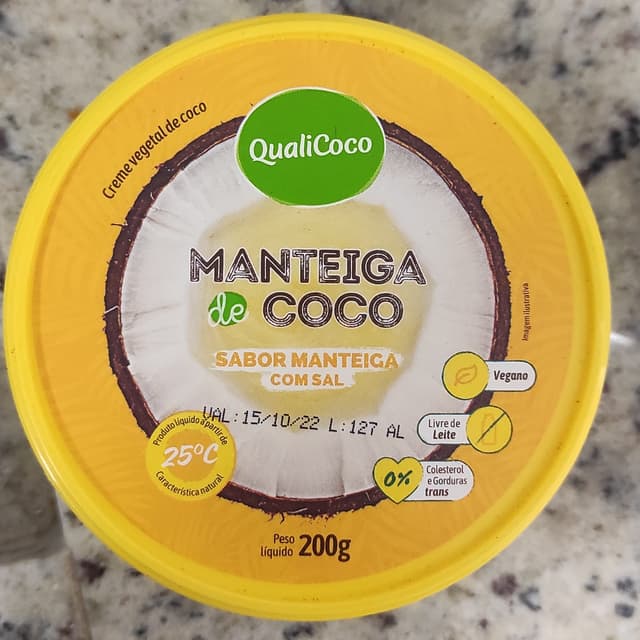 Creme vegetal de coco
QualiCoco
MANTEIGA
de COCO
SABOR MANTEIGA
COM SAL
VAL:15/10/22 L:127 AL
Imagem ilustrativa
Vegano
Livre de
Leite
0%
Colesterol
e Gorduras
trans
Produto líquido a partir de
25°C
Característica natural
Peso
líquido 200g